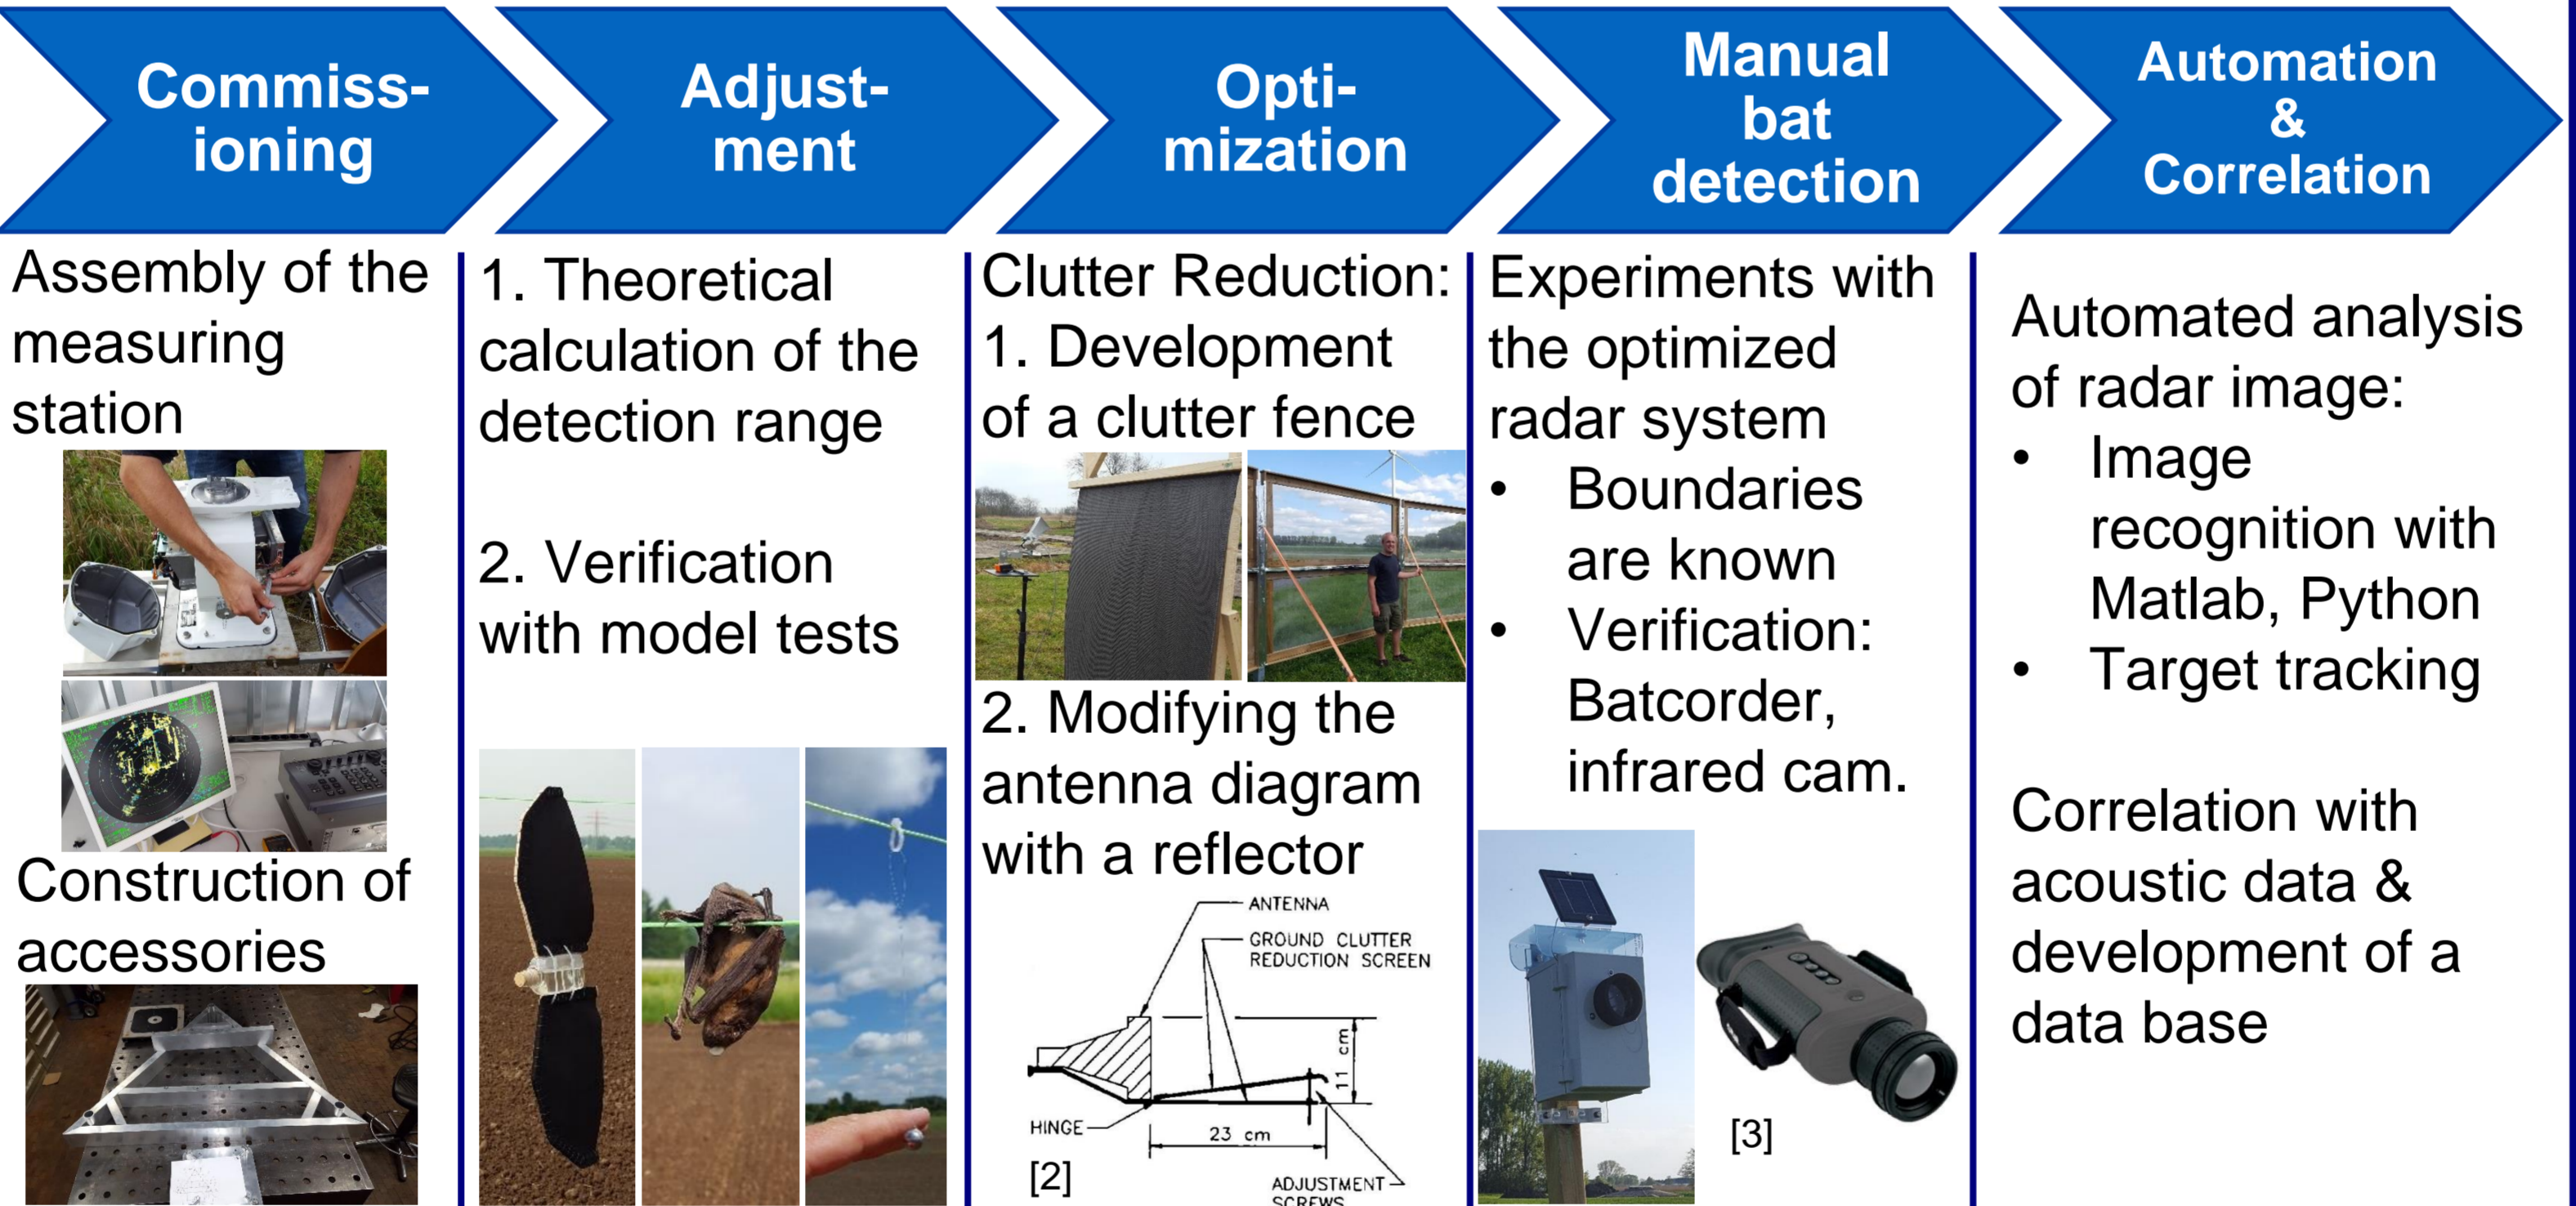 Commiss-
ioning
Adjust-
ment
Opti-
mization
Manual
bat
detection
Automation
&
Correlation
Assembly of the
measuring
station
Construction of
accessories
1. Theoretical
calculation of the
detection range
2. Verification
with model tests
Clutter Reduction:
1. Development
of a clutter fence
2. Modifying the
antenna diagram
with a reflector
ANTENNA
GROUND CLUTTER
REDUCTION SCREEN
11 cm
HINGE
23 cm
[2]
ADJUSTMENT
SCREWS
Experiments with
the optimized
radar system
• Boundaries
are known
• Verification:
Batcorder,
infrared cam.
[3]
Automated analysis
of radar image:
• Image
recognition with
Matlab, Python
• Target tracking
Correlation with
acoustic data &
development of a
data base